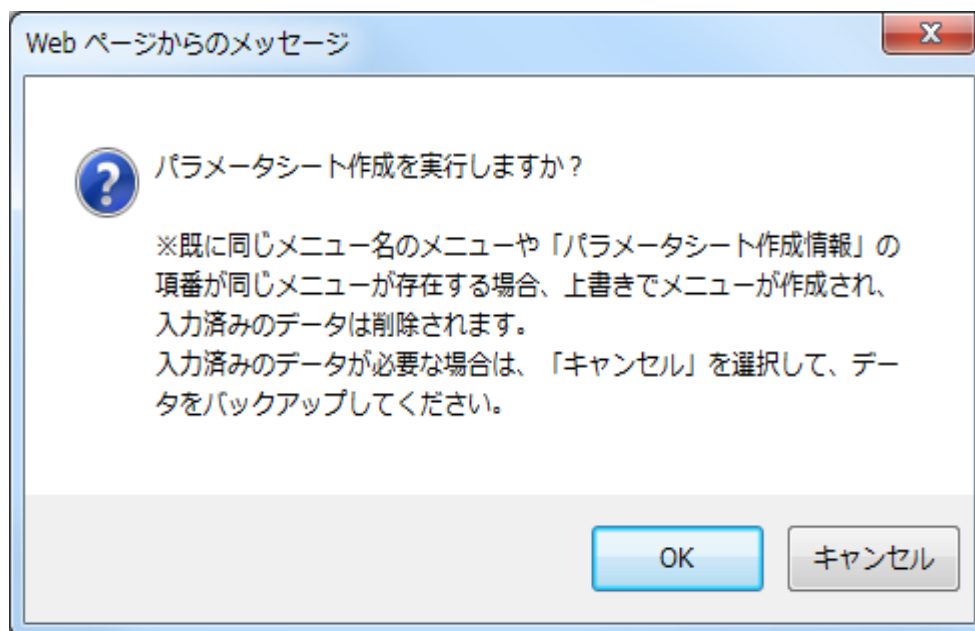 Web ページからのメッセージ
パラメータシート作成を実行しますか？
※既に同じメニュー名のメニューや「パラメータシート作成情報」の
項番が同じメニューが存在する場合、上書きでメニューが作成され、
入力済みのデータは削除されます。
入力済みのデータが必要な場合は、「キャンセル」を選択して、デー
タをバックアップしてください。
OK
キャンセル